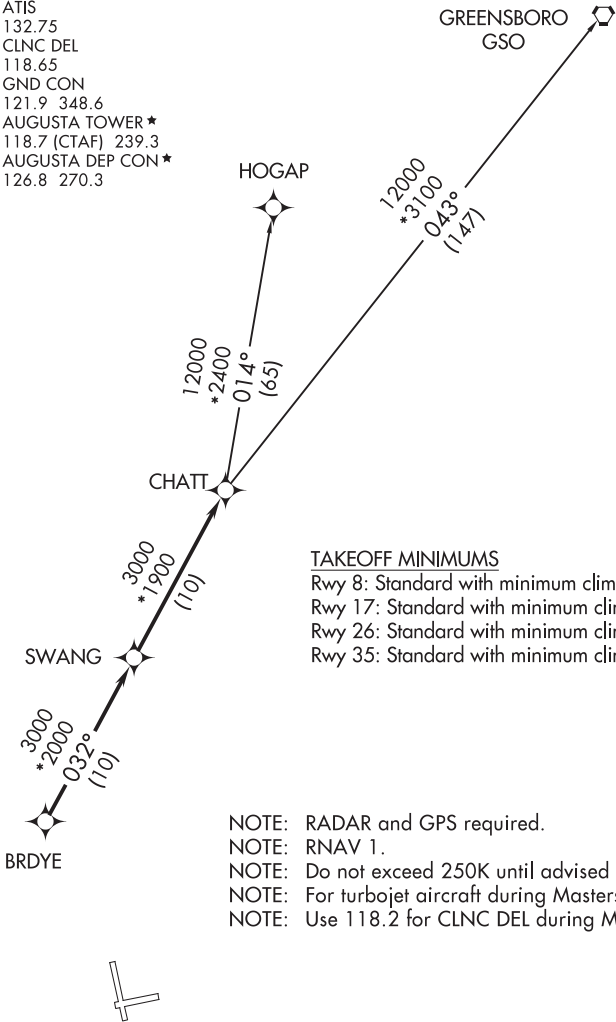 ATIS
132.75
CLNC DEL
118.65
GND CON
121.9 348.6
AUGUSTA TOWER★
118.7 (CTAF) 239.3
AUGUSTA DEP CON★
126.8 270.3
GREENSBORO
GSO
HOGAP
12000
*3100
043°
(147)
12000
*2400
014°
(65)
CHATT
3000
*1900
(10)
SWANG
3000
*2000
032°
(10)
BRDYE
TAKEOFF MINIMUMS
Rwy 8: Standard with minimum
Rwy 17: Standard with minimum
Rwy 26: Standard with minimum
Rwy 35: Standard with minimum
NOTE: RADAR and GPS required.
NOTE: RNAV 1.
NOTE: Do not exceed 250K until advised
NOTE: For turbojet aircraft during Masters
NOTE: Use 118.2 for CLNC DEL during